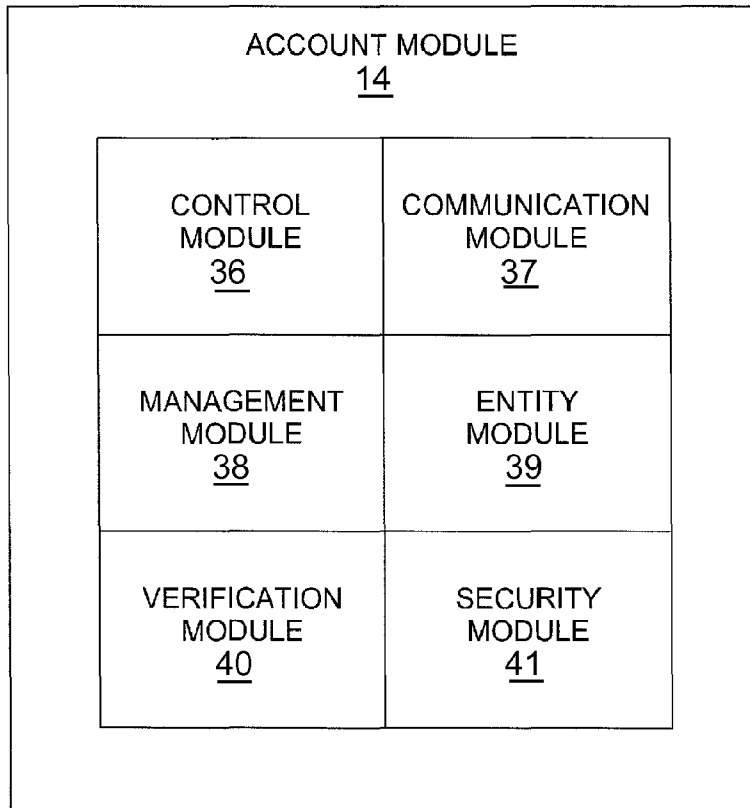 ACCOUNT MODULE
14
CONTROL
MODULE
36
COMMUNICATION
MODULE
37
MANAGEMENT
MODULE
38
ENTITY
MODULE
39
VERIFICATION
MODULE
40
SECURITY
MODULE
41